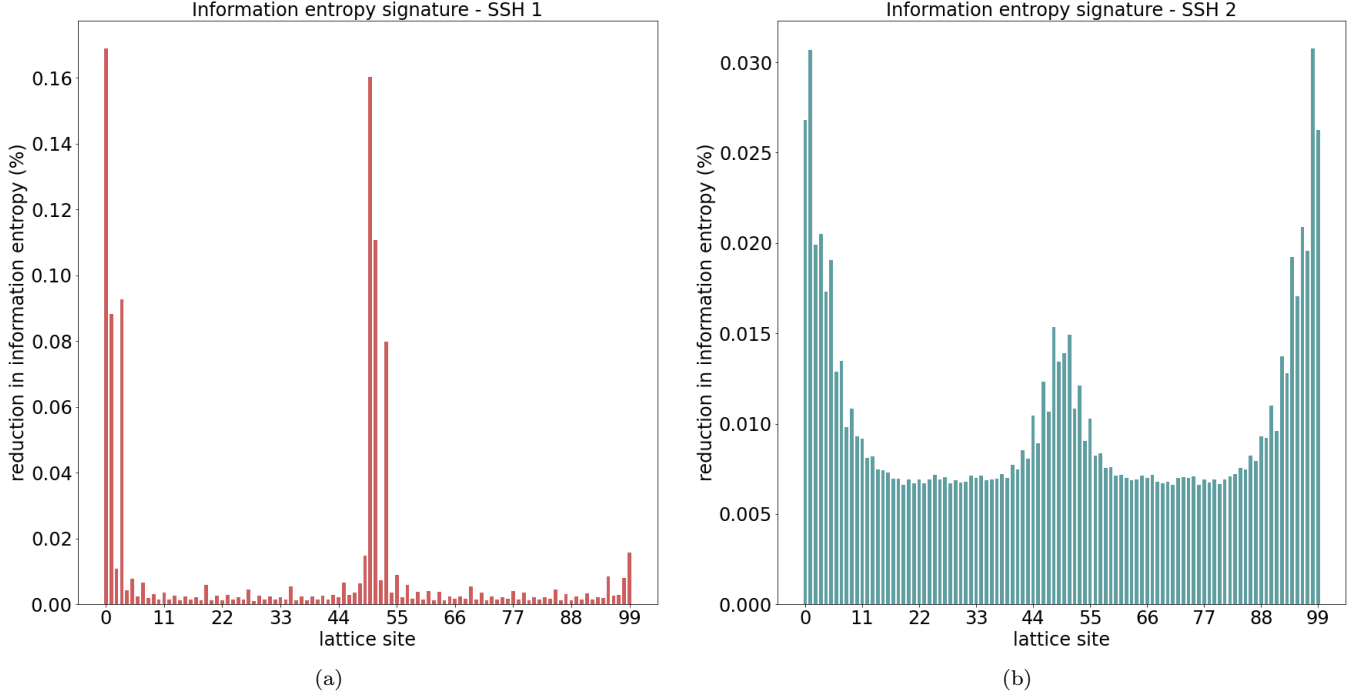 Information entropy signature - SSH 1
reduction in information entropy (%)
0.16
0.14
0.12
0.10
0.08
0.06
0.04
0.02
0.00
0 11 22 33 44 55 66 77 88 99
lattice site
(a)
Information entropy signature - SSH 2
reduction in information entropy (%)
0.030
0.025
0.020
0.015
0.010
0.005
0.000
0 11 22 33 44 55 66 77 88 99
lattice site
(b)